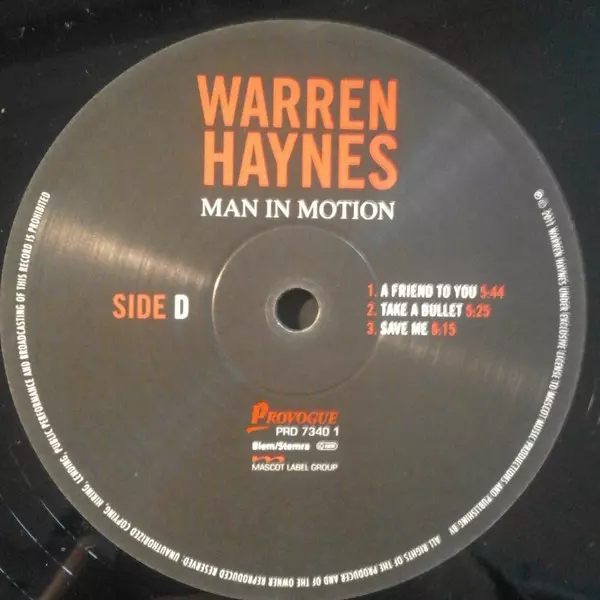 WARREN
HAYNES
MAN IN MOTION
SIDE D
1. A FRIEND TO YOU 5:44
2. TAKE A BULLET 5:25
3. SAVE ME 6:15
PROVOGUE
PRD 7340 1
Biem/Stemra
MASCOT LABEL GROUP
℗ © 2011 WARREN HAYNES UNDER EXCLUSIVE LICENSE TO MASCOT MUSIC PRODUCTIONS AND PUBLISHING BV ALL RIGHTS OF THE PRODUCER AND OF THE OWNER REPRODUCED RESERVED. UNAUTHORIZED COPYING, HIRING, LENDING, PUBLIC PERFORMANCE AND BROADCASTING OF THIS RECORD IS PROHIBITED